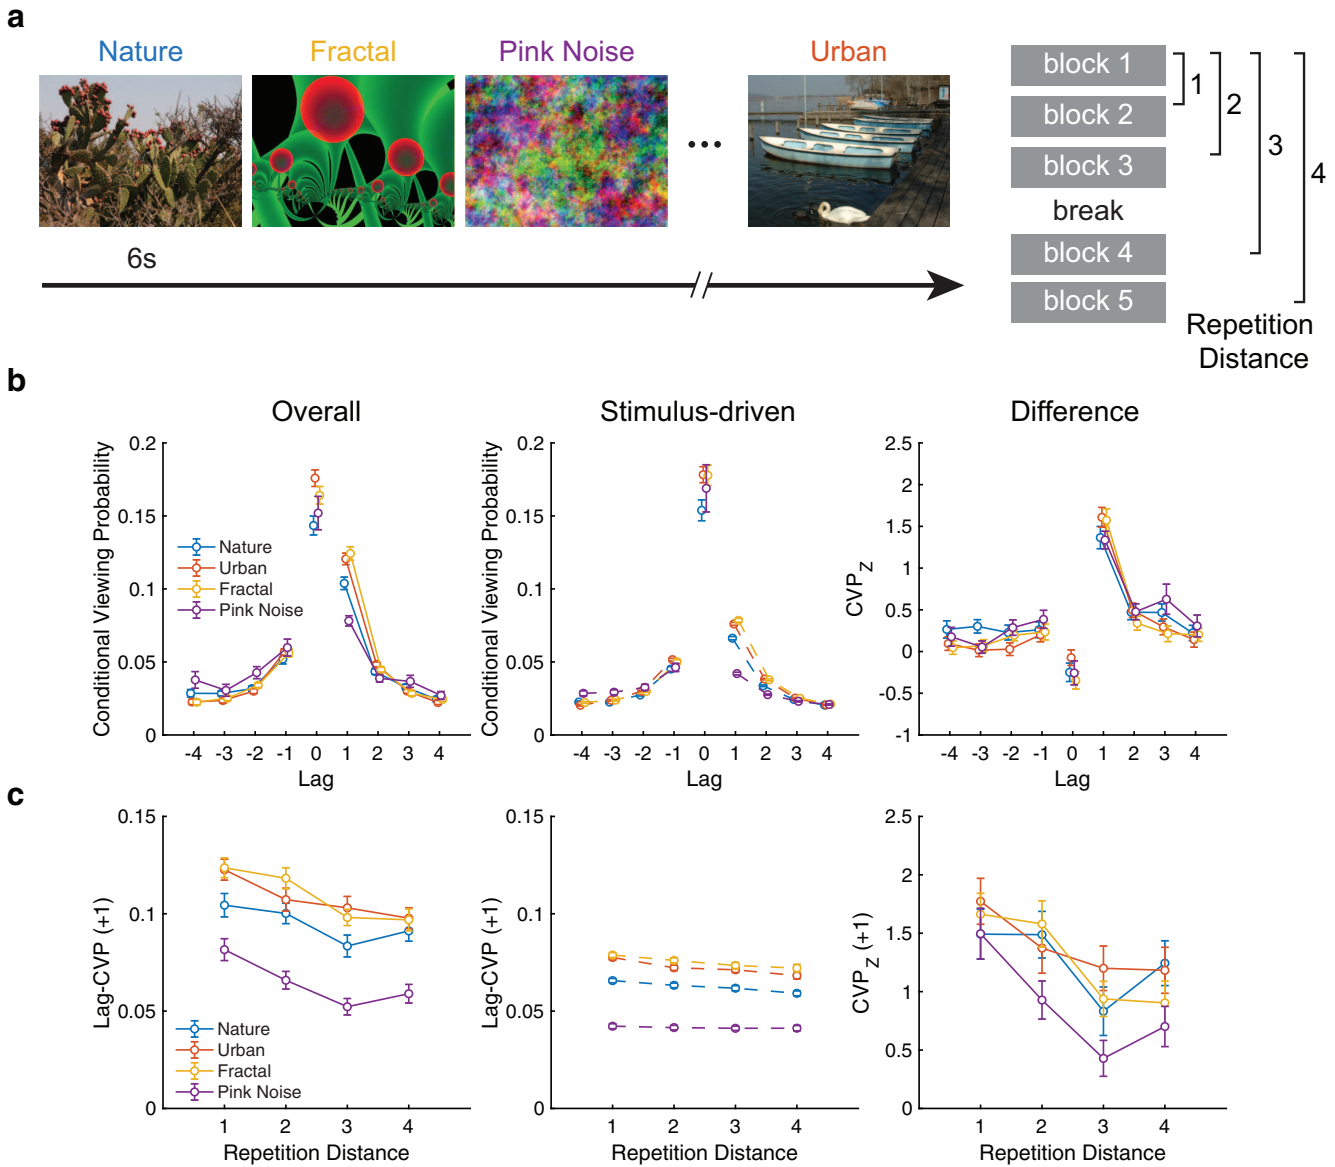 a
Nature
Fractal
Pink Noise
Urban
...
6s
block 1
block 2
block 3
break
block 4
block 5
1
2
3
4
Repetition
Distance
b
Overall
Conditional Viewing Probability
0.2
0.15
0.1
0.05
0
Nature
Urban
Fractal
Pink Noise
-4 -3 -2 -1 0 1 2 3 4
Lag
Stimulus-driven
Conditional Viewing Probability
0.2
0.15
0.1
0.05
0
-4 -3 -2 -1 0 1 2 3 4
Lag
Difference
CVPZ
2.5
2
1.5
1
0.5
0
-0.5
-1
-4 -3 -2 -1 0 1 2 3 4
Lag
c
Lag-CVP (+1)
0.15
0.1
0.05
0
Nature
Urban
Fractal
Pink Noise
1 2 3 4
Repetition Distance
Lag-CVP (+1)
0.15
0.1
0.05
0
1 2 3 4
Repetition Distance
CVPZ (+1)
2.5
2
1.5
1
0.5
0
1 2 3 4
Repetition Distance